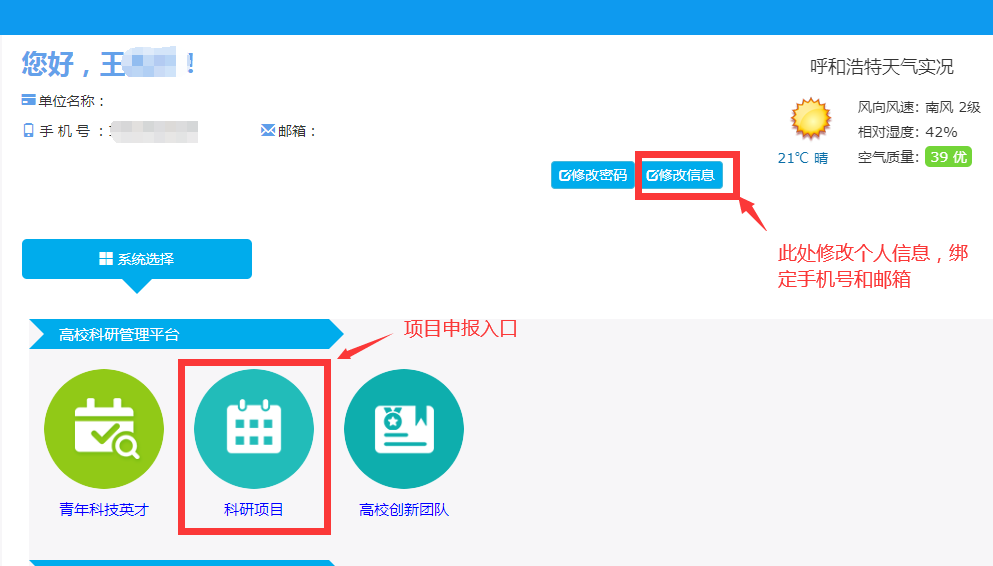 您好，王 ！
呼和浩特天气实况
单位名称：
手 机 号 ：
邮箱：
风向风速：南风 2级
相对湿度：42%
空气质量：39 优
21℃ 晴
修改密码
修改信息
此处修改个人信息，绑
定手机号和邮箱
系统选择
高校科研管理平台
项目申报入口
青年科技英才
科研项目
高校创新团队